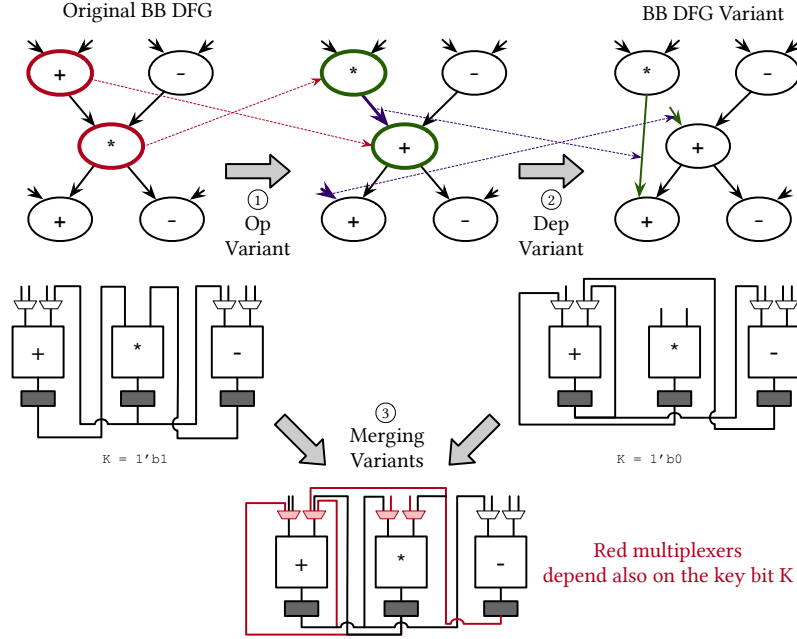 Original BB DFG
BB DFG Variant
+
-
*
-
*
-
*
+
+
+
-
+
-
+
-
1
Op
Variant
2
Dep
Variant
+
*
-
+
*
-
K = 1'b1
K = 1'b0
3
Merging
Variants
+
*
-
Red multiplexers
depend also on the key bit K